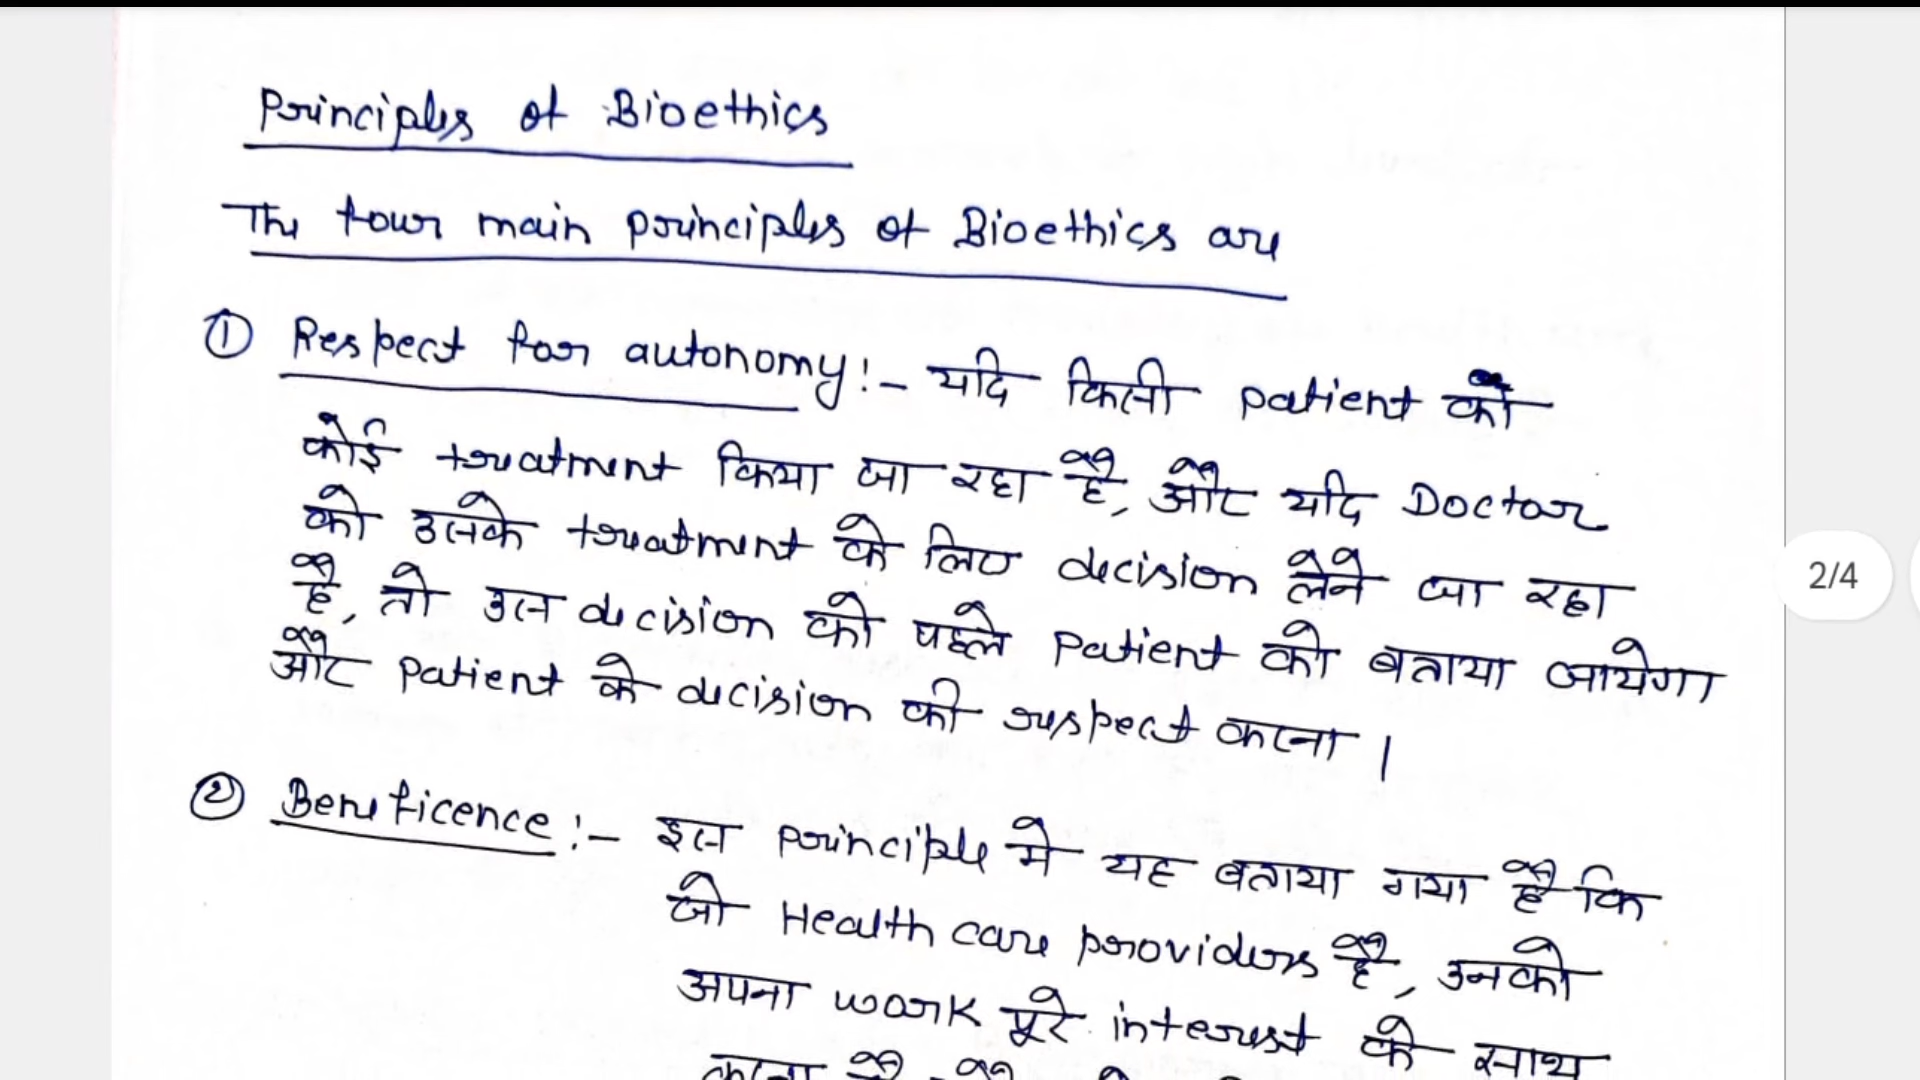 Principles of Bioethics
The four main principles of Bioethics are
① Respect for autonomy:- यदि किसी patient को
कोई treatment किया जा रहा है, और यदि Doctor
को उसके treatment के लिए decision लेने जा रहा
है, तो उस decision को पहले patient को बताया जायेगा
और patient के decision की respect करना।
② Beneficence:- इस principle मे यह बताया गया है कि
जो Health care providers है, उनको
अपना work पूरे interest के साथ
2/4